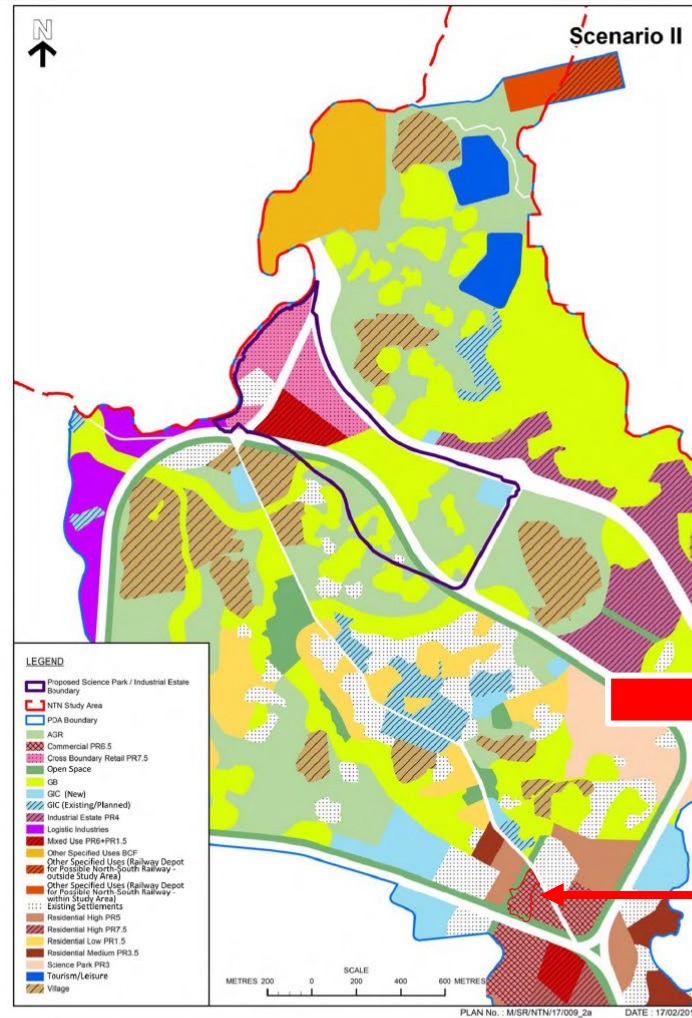 N
Scenario II
LEGEND
Proposed Science Park / Industrial Estate
Boundary
NTN Study Area
PDA Boundary
AGR
Commercial PR6.5
Cross Boundary Retail PR7.5
Open Space
GB
GIC (New)
GIC (Existing/Planned)
Industrial Estate PR4
Logistic Industries
Mixed Use PR6+PR1.5
Other Specified Uses BCF
Other Specified Uses (Railway Depot
for Possible North-South Railway -
outside Study Area)
Other Specified Uses (Railway Depot
for Possible North-South Railway -
within Study Area)
Existing Settlements
Residential High PR5
Residential High PR7.5
Residential Low PR1.5
Residential Medium PR3.5
Science Park PR3
Tourism/Leisure
Village
SCALE
METRES 200 0 200 400 600 METRES
PLAN No. : M/SR/NTN/17/009_2a DATE : 17/02/201